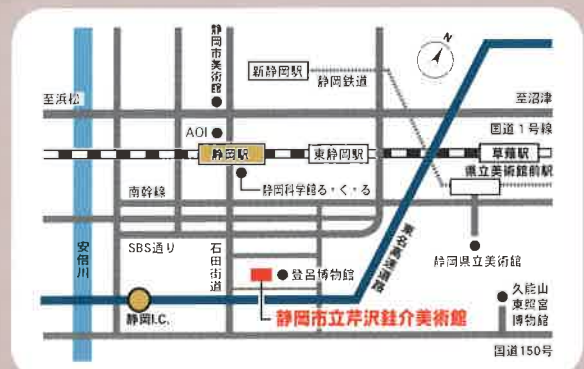 静岡市美術館
N
新静岡駅
静岡鉄道
至浜松
至沼津
AOI
国道1号線
静岡駅
東静岡駅
草薙駅
県立美術館前駅
静岡科学館る・く・る
南幹線
安倍川
SBS通り
石田街道
登呂博物館
東名高速道路
静岡県立美術館
静岡I.C.
静岡市立芹沢銈介美術館
久能山
東照宮
博物館
国道150号